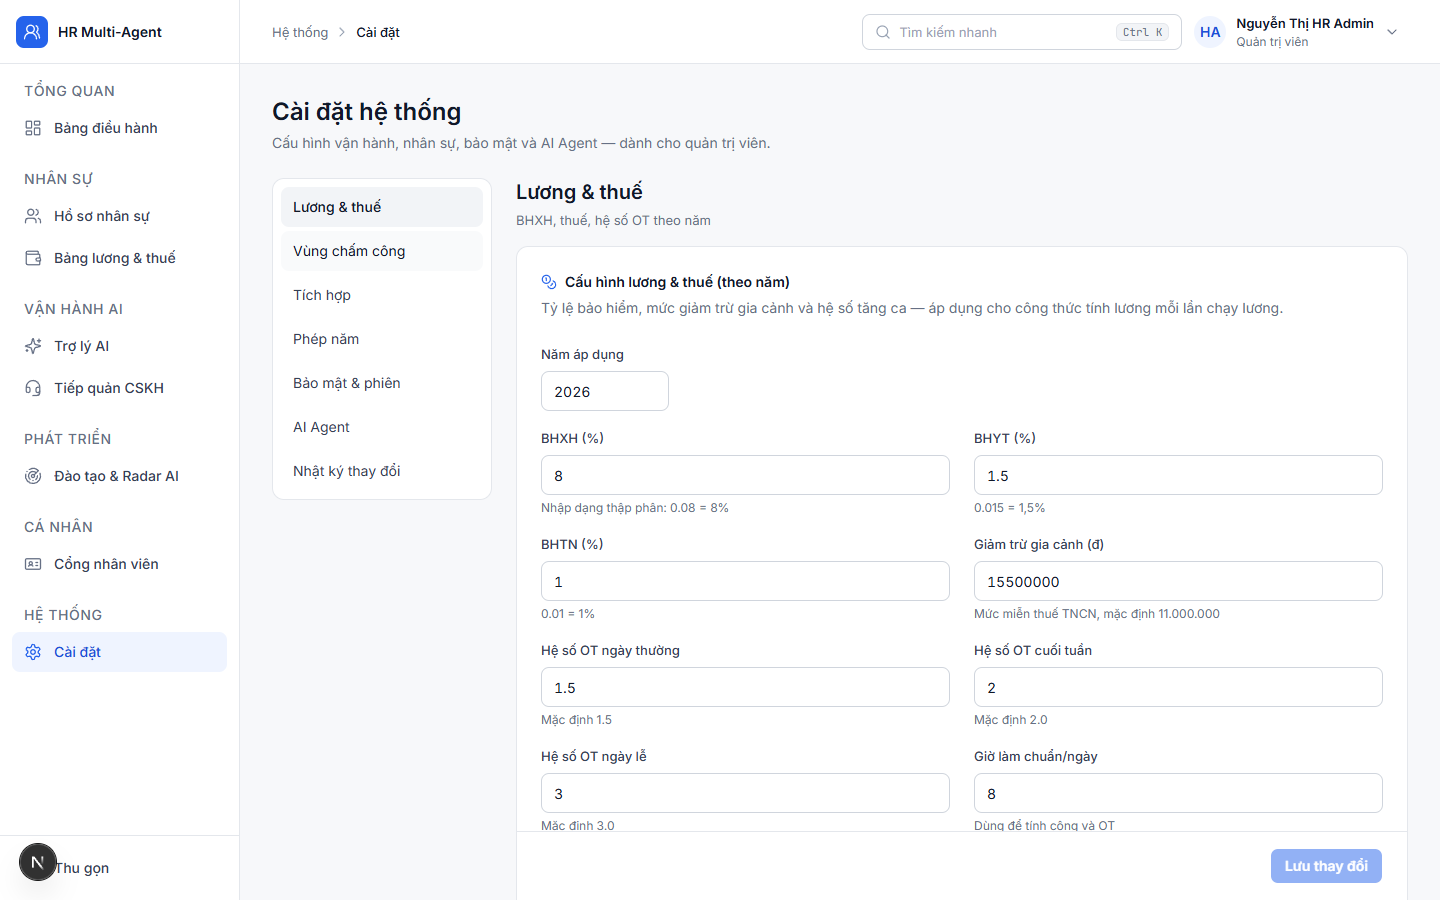 HR Multi-Agent
Hệ thống > Cài đặt
Tìm kiếm nhanh
Ctrl K
HA
Nguyễn Thị HR Admin
Quản trị viên
TỔNG QUAN
Bảng điều hành
NHÂN SỰ
Hồ sơ nhân sự
Bảng lương & thuế
VẬN HÀNH AI
Trợ lý AI
Tiếp quản CSKH
PHÁT TRIỂN
Đào tạo & Radar AI
CÁ NHÂN
Cổng nhân viên
HỆ THỐNG
Cài đặt
N
Thu gọn
Cài đặt hệ thống
Cấu hình vận hành, nhân sự, bảo mật và AI Agent — dành cho quản trị viên.
Lương & thuế
Vùng chấm công
Tích hợp
Phép năm
Bảo mật & phiên
AI Agent
Nhật ký thay đổi
Lương & thuế
BHXH, thuế, hệ số OT theo năm
Cấu hình lương & thuế (theo năm)
Tỷ lệ bảo hiểm, mức giảm trừ gia cảnh và hệ số tăng ca — áp dụng cho công thức tính lương mỗi lần chạy lương.
Năm áp dụng
2026
BHXH (%)
8
Nhập dạng thập phân: 0.08 = 8%
BHYT (%)
1.5
0.015 = 1,5%
BHTN (%)
1
0.01 = 1%
Giảm trừ gia cảnh (đ)
15500000
Mức miễn thuế TNCN, mặc định 11.000.000
Hệ số OT ngày thường
1.5
Mặc định 1.5
Hệ số OT cuối tuần
2
Mặc định 2.0
Hệ số OT ngày lễ
3
Mặc định 3.0
Giờ làm chuẩn/ngày
8
Dùng để tính công và OT
Lưu thay đổi